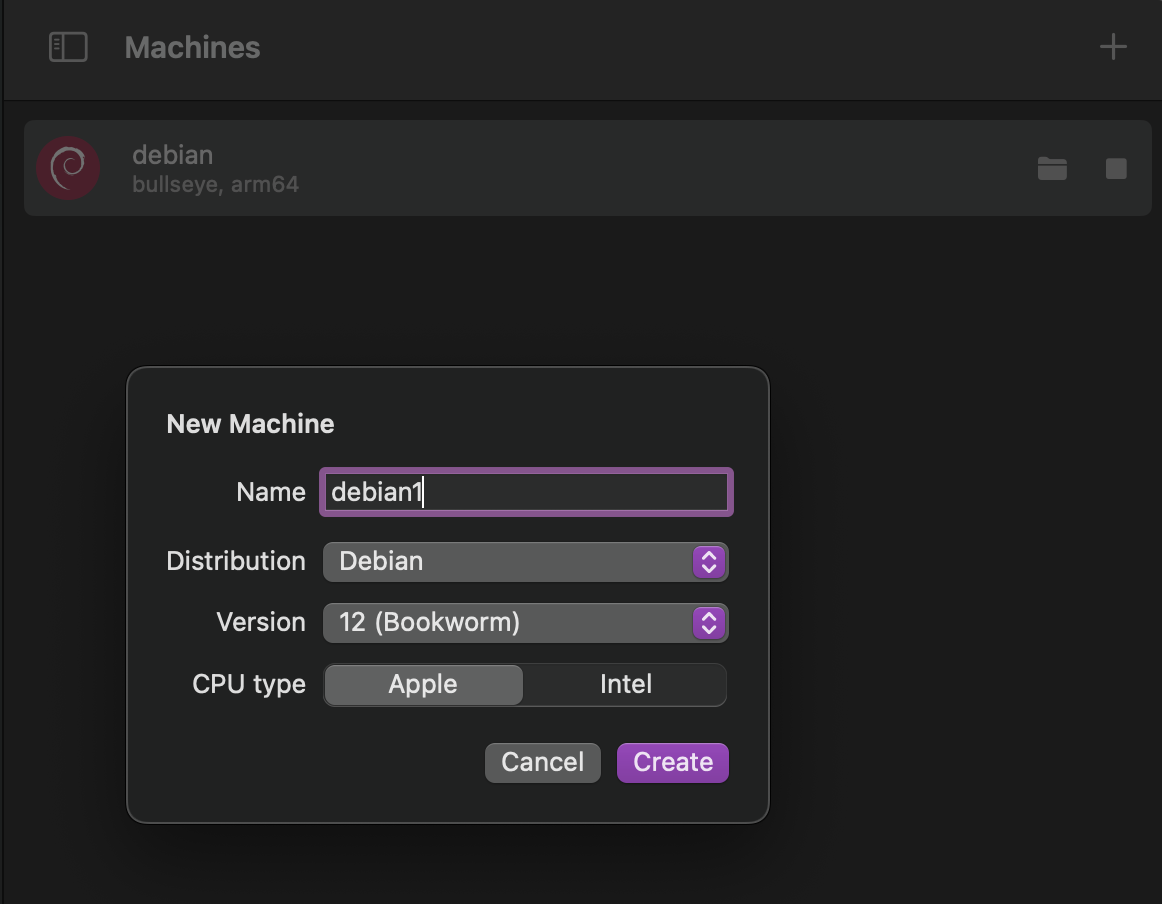 Machines
debian
bullseye, arm64
New Machine
Name debian1
Distribution Debian
Version 12 (Bookworm)
CPU type Apple Intel
Cancel Create